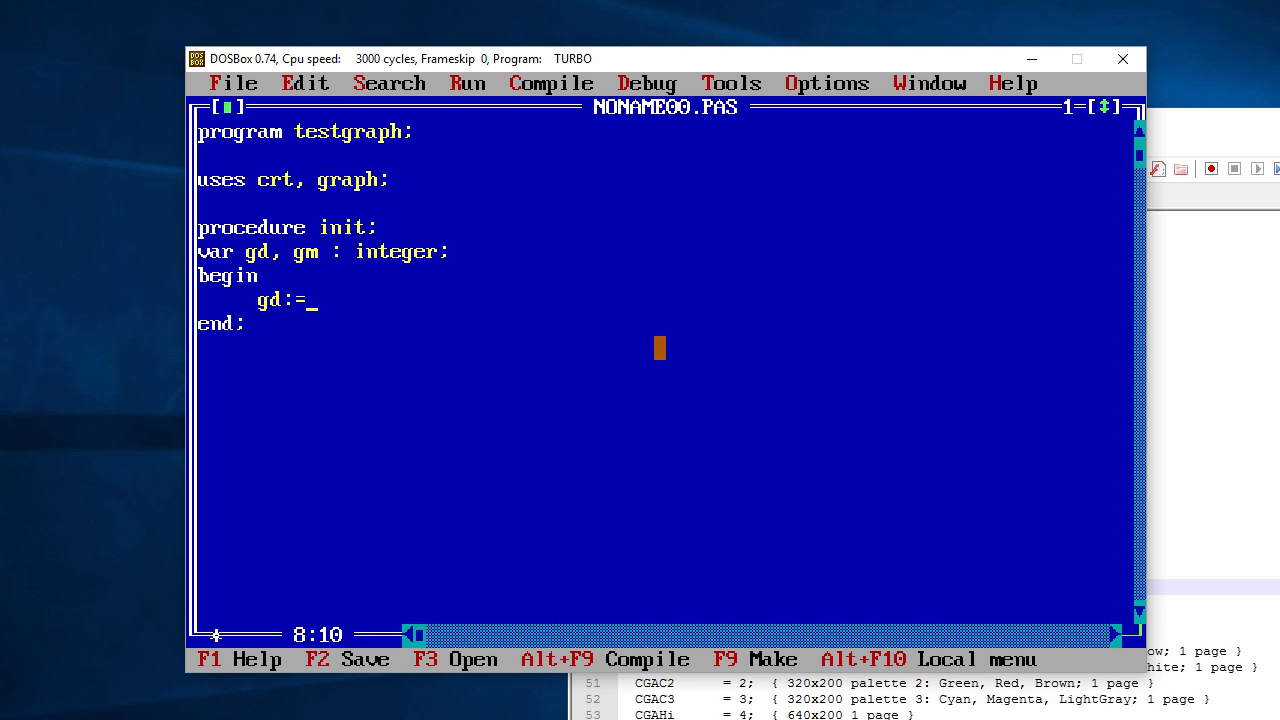 DOSBox 0.74, Cpu speed: 3000 cycles, Frameskip 0, Program: TURBO
File Edit Search Run Compile Debug Tools Options Window Help
NONAME00.PAS 1
program testgraph;
uses crt, graph;
procedure init;
var gd, gm : integer;
begin
gd:=_
end;
8:10
F1 Help F2 Save F3 Open Alt+F9 Compile F9 Make Alt+F10 Local menu
ow; 1 page }
hite; 1 page }
51 CGAC2 = 2; { 320x200 palette 2: Green, Red, Brown; 1 page }
52 CGAC3 = 3; { 320x200 palette 3: Cyan, Magenta, LightGray; 1 page }
53 CGAHi = 4; { 640x200 1 page }